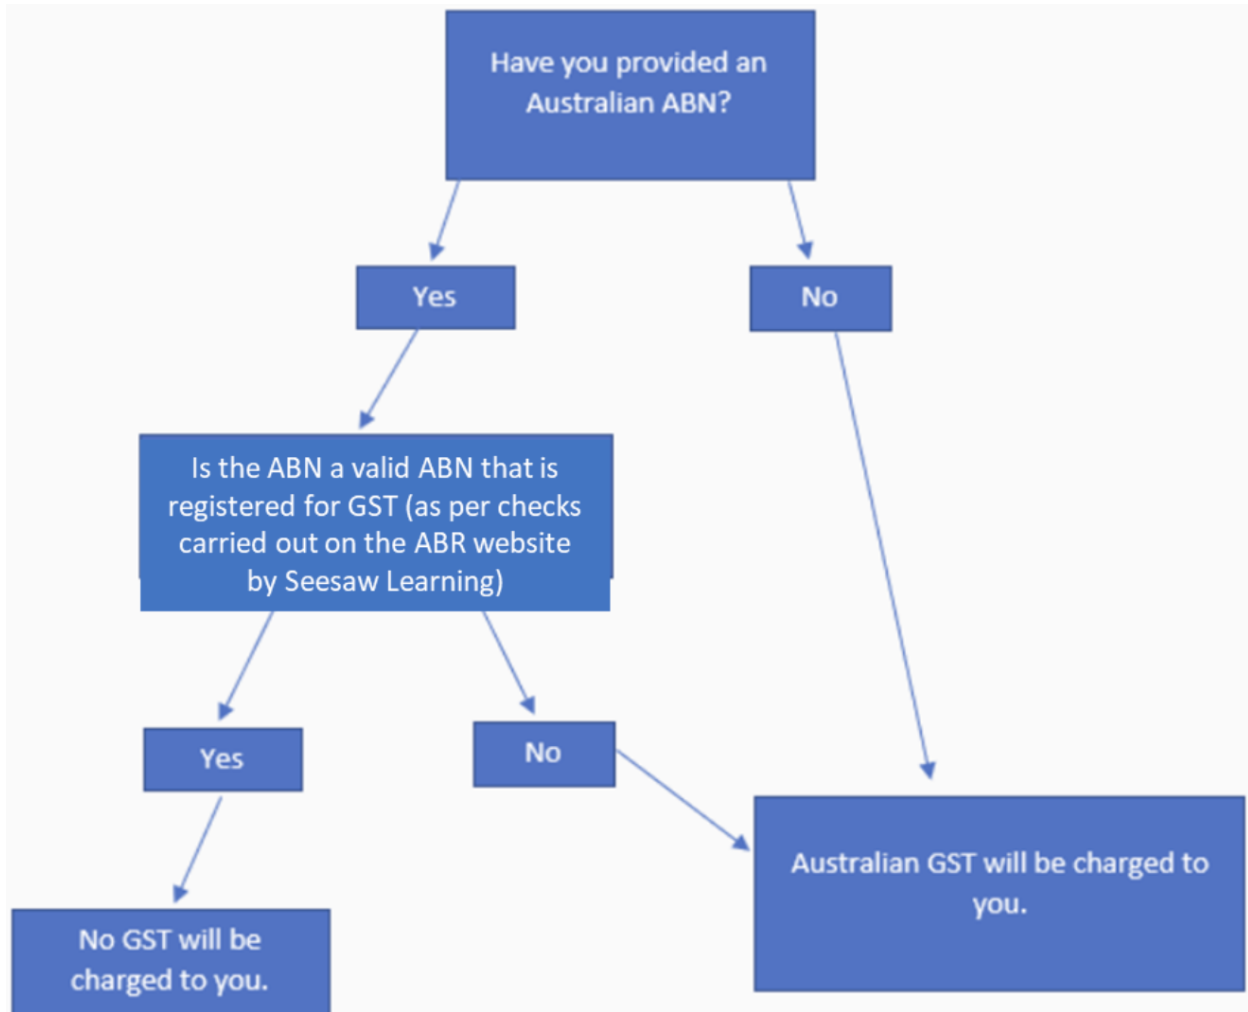 Have you provided an
Australian ABN?
Yes
No
Is the ABN a valid ABN that is
registered for GST (as per checks
carried out on the ABR website
by Seesaw Learning)
Yes
No
Australian GST will be charged to
you.
No GST will be
charged to you.